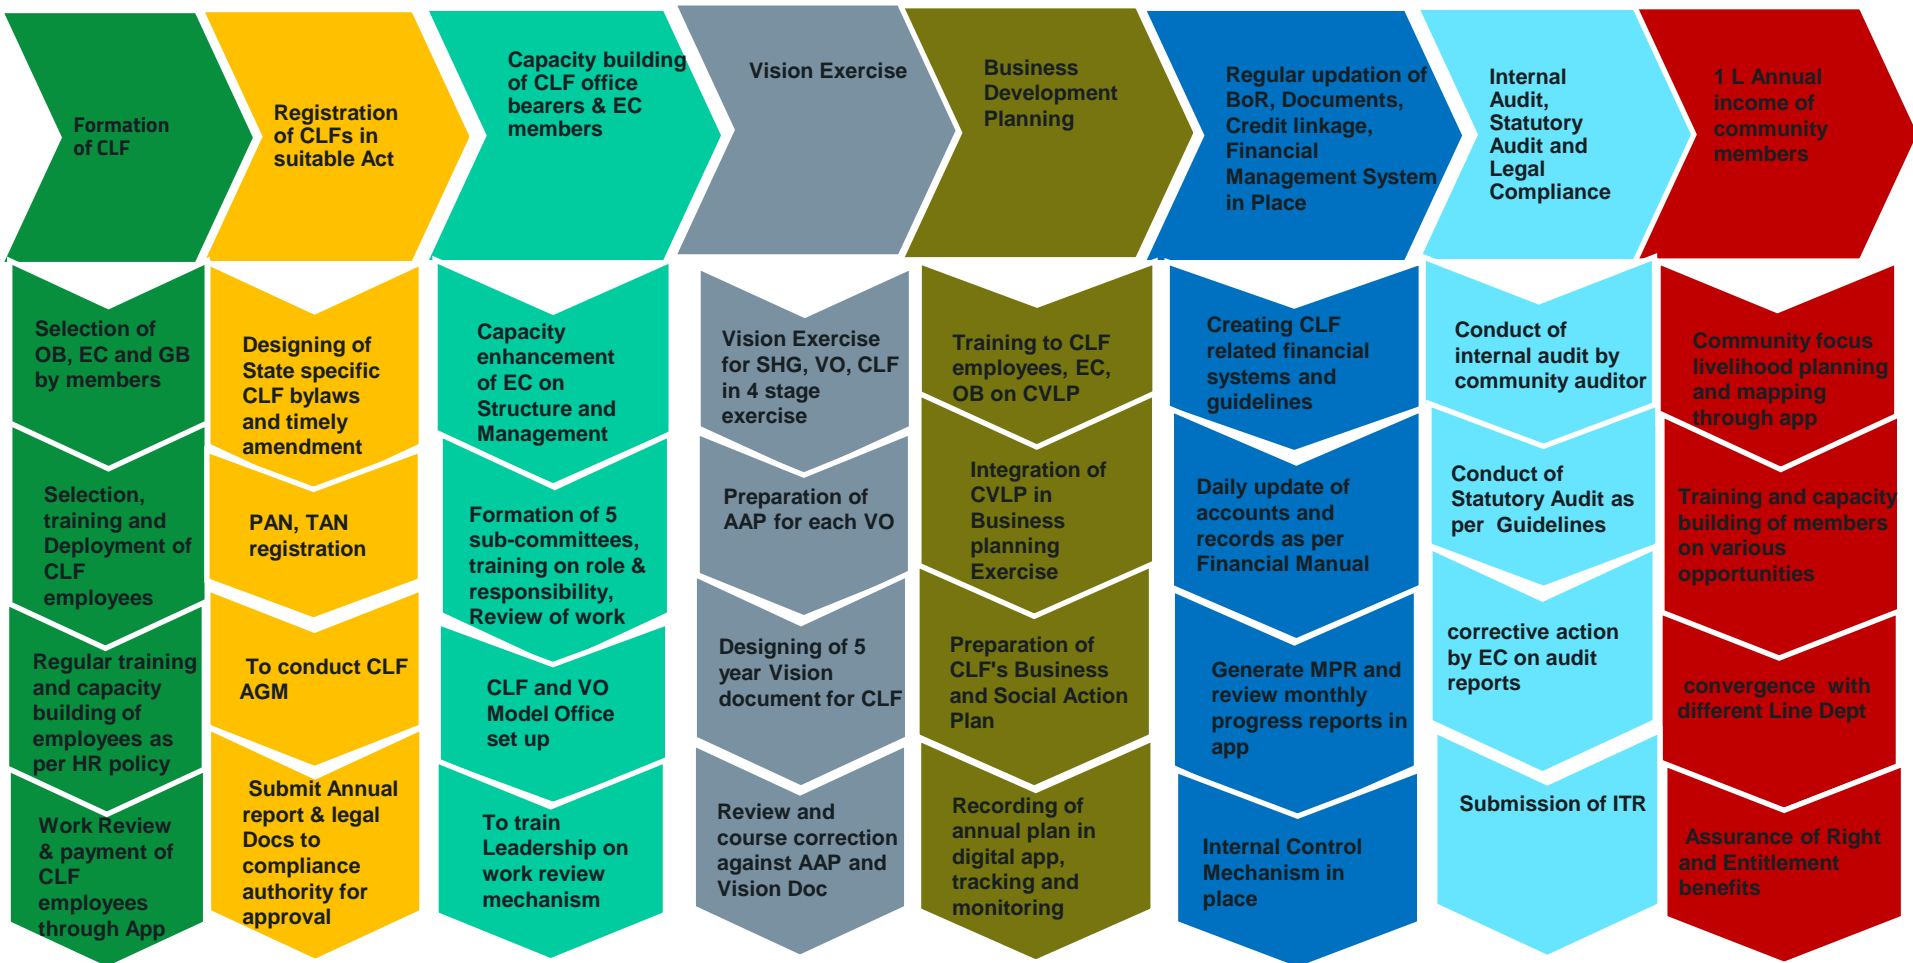 Formation
of CLF
Registration
of CLFs in
suitable Act
Capacity building
of CLF office
bearers & EC
members
Vision Exercise
Business
Development
Planning
Regular updation of
BoR, Documents,
Credit linkage,
Financial
Management System
in Place
Internal
Audit,
Statutory
Audit and
Legal
Compliance
1 L Annual
income of
community
members
Selection of
OB, EC and GB
by members
Selection,
training and
Deployment of
CLF
employees
Regular training
and capacity
building of
employees as
per HR policy
Work Review
& payment of
CLF
employees
through App
Designing of
State specific
CLF bylaws
and timely
amendment
PAN, TAN
registration
To conduct CLF
AGM
Submit Annual
report & legal
Docs to
compliance
authority for
approval
Capacity
enhancement
of EC on
Structure and
Management
Formation of 5
sub-committees,
training on role &
responsibility,
Review of work
CLF and VO
Model Office
set up
To train
Leadership on
work review
mechanism
Vision Exercise
for SHG, VO, CLF
in 4 stage
exercise
Preparation of
AAP for each VO
Designing of 5
year Vision
document for CLF
Review and
course correction
against AAP and
Vision Doc
Training to CLF
employees, EC,
OB on CVLP
Integration of
CVLP in
Business
planning
Exercise
Preparation of
CLF's Business
and Social Action
Plan
Recording of
annual plan in
digital app,
tracking and
monitoring
Creating CLF
related financial
systems and
guidelines
Daily update of
accounts and
records as per
Financial Manual
Generate MPR and
review monthly
progress reports in
app
Internal Control
Mechanism in
place
Conduct of
internal audit by
community auditor
Conduct of
Statutory Audit as
per Guidelines
corrective action
by EC on audit
reports
Submission of ITR
Community focus
livelihood planning
and mapping
through app
Training and capacity
building of members
on various
opportunities
convergence with
different Line Dept
Assurance of Right
and Entitlement
benefits